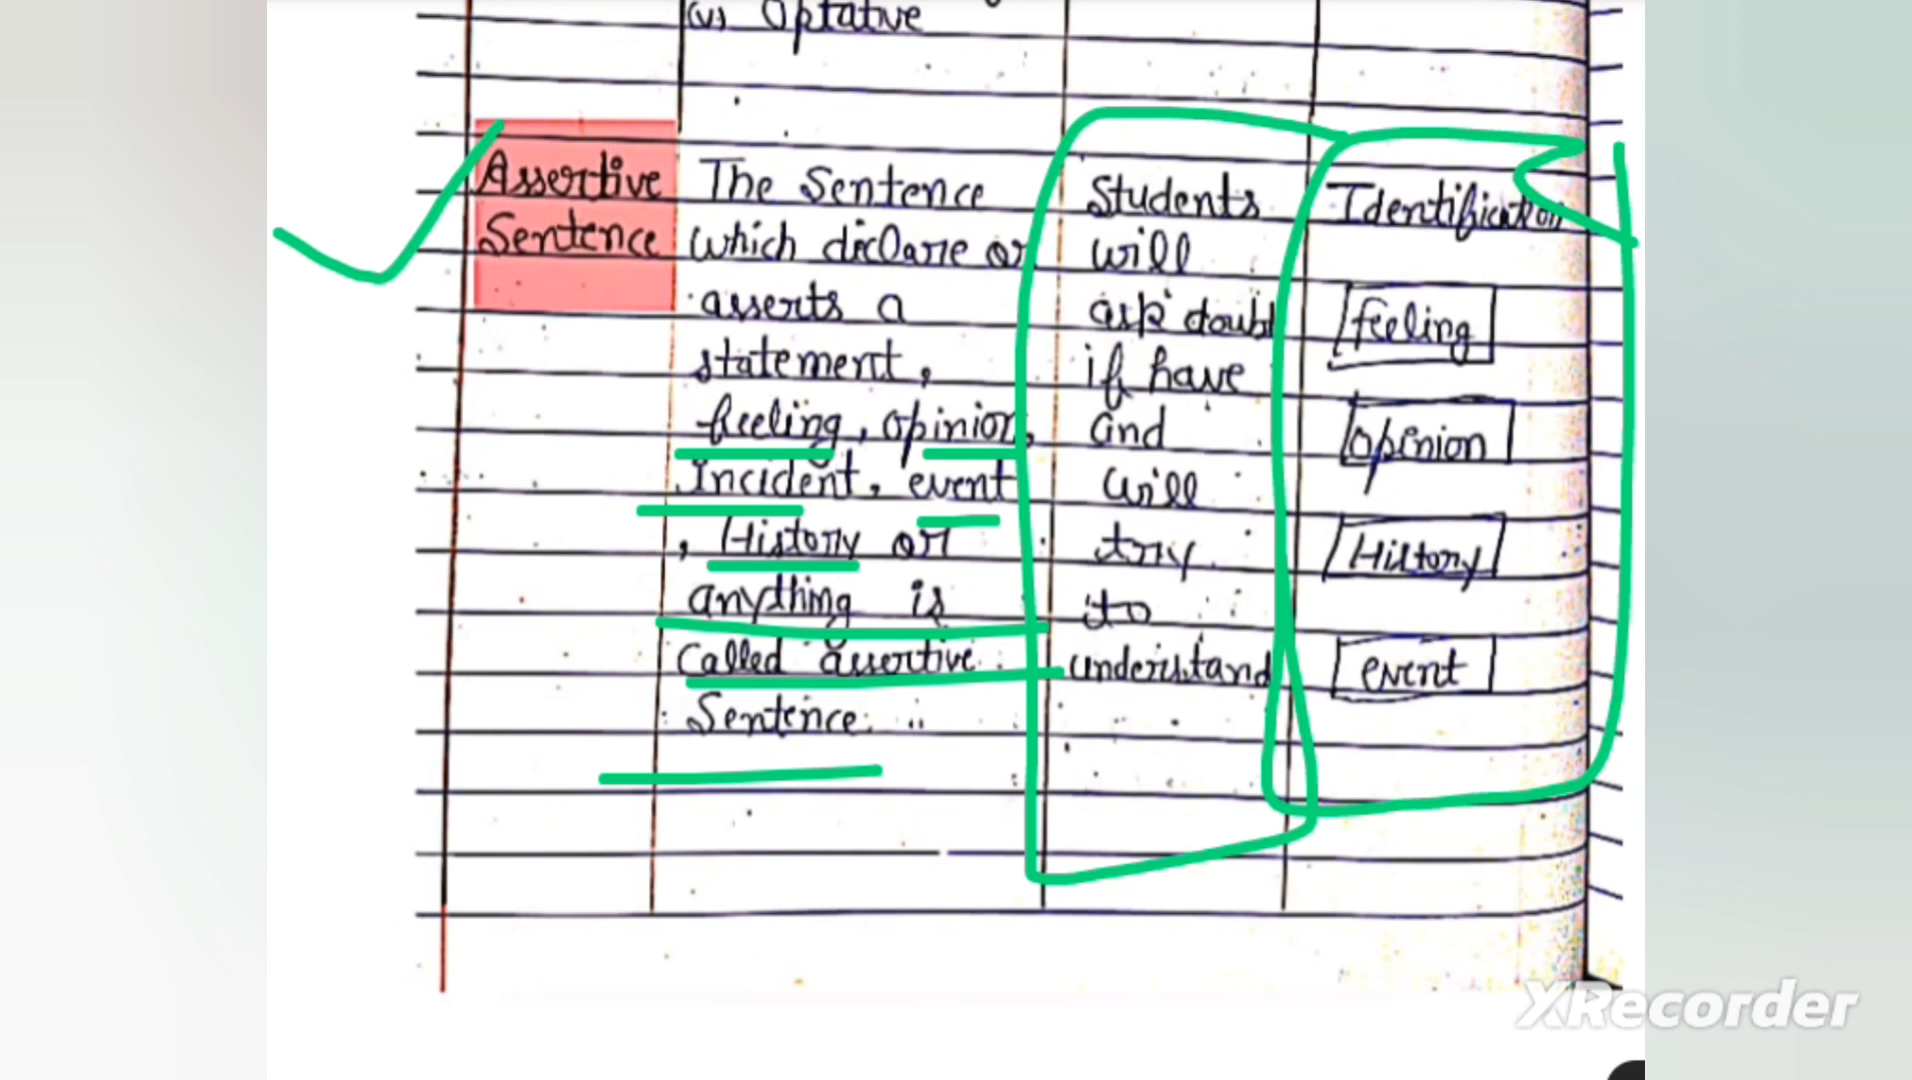 (v) Optative
Assertive
Sentence
The Sentence
which declare or
asserts a
statement,
feeling, opinion,
Incident, event
, History or
anything is
Called assertive
Sentence.
Students
will
ask doubt
if have
and
will
try
to
understand
Identification
feeling
opinion
History
event
XRecorder